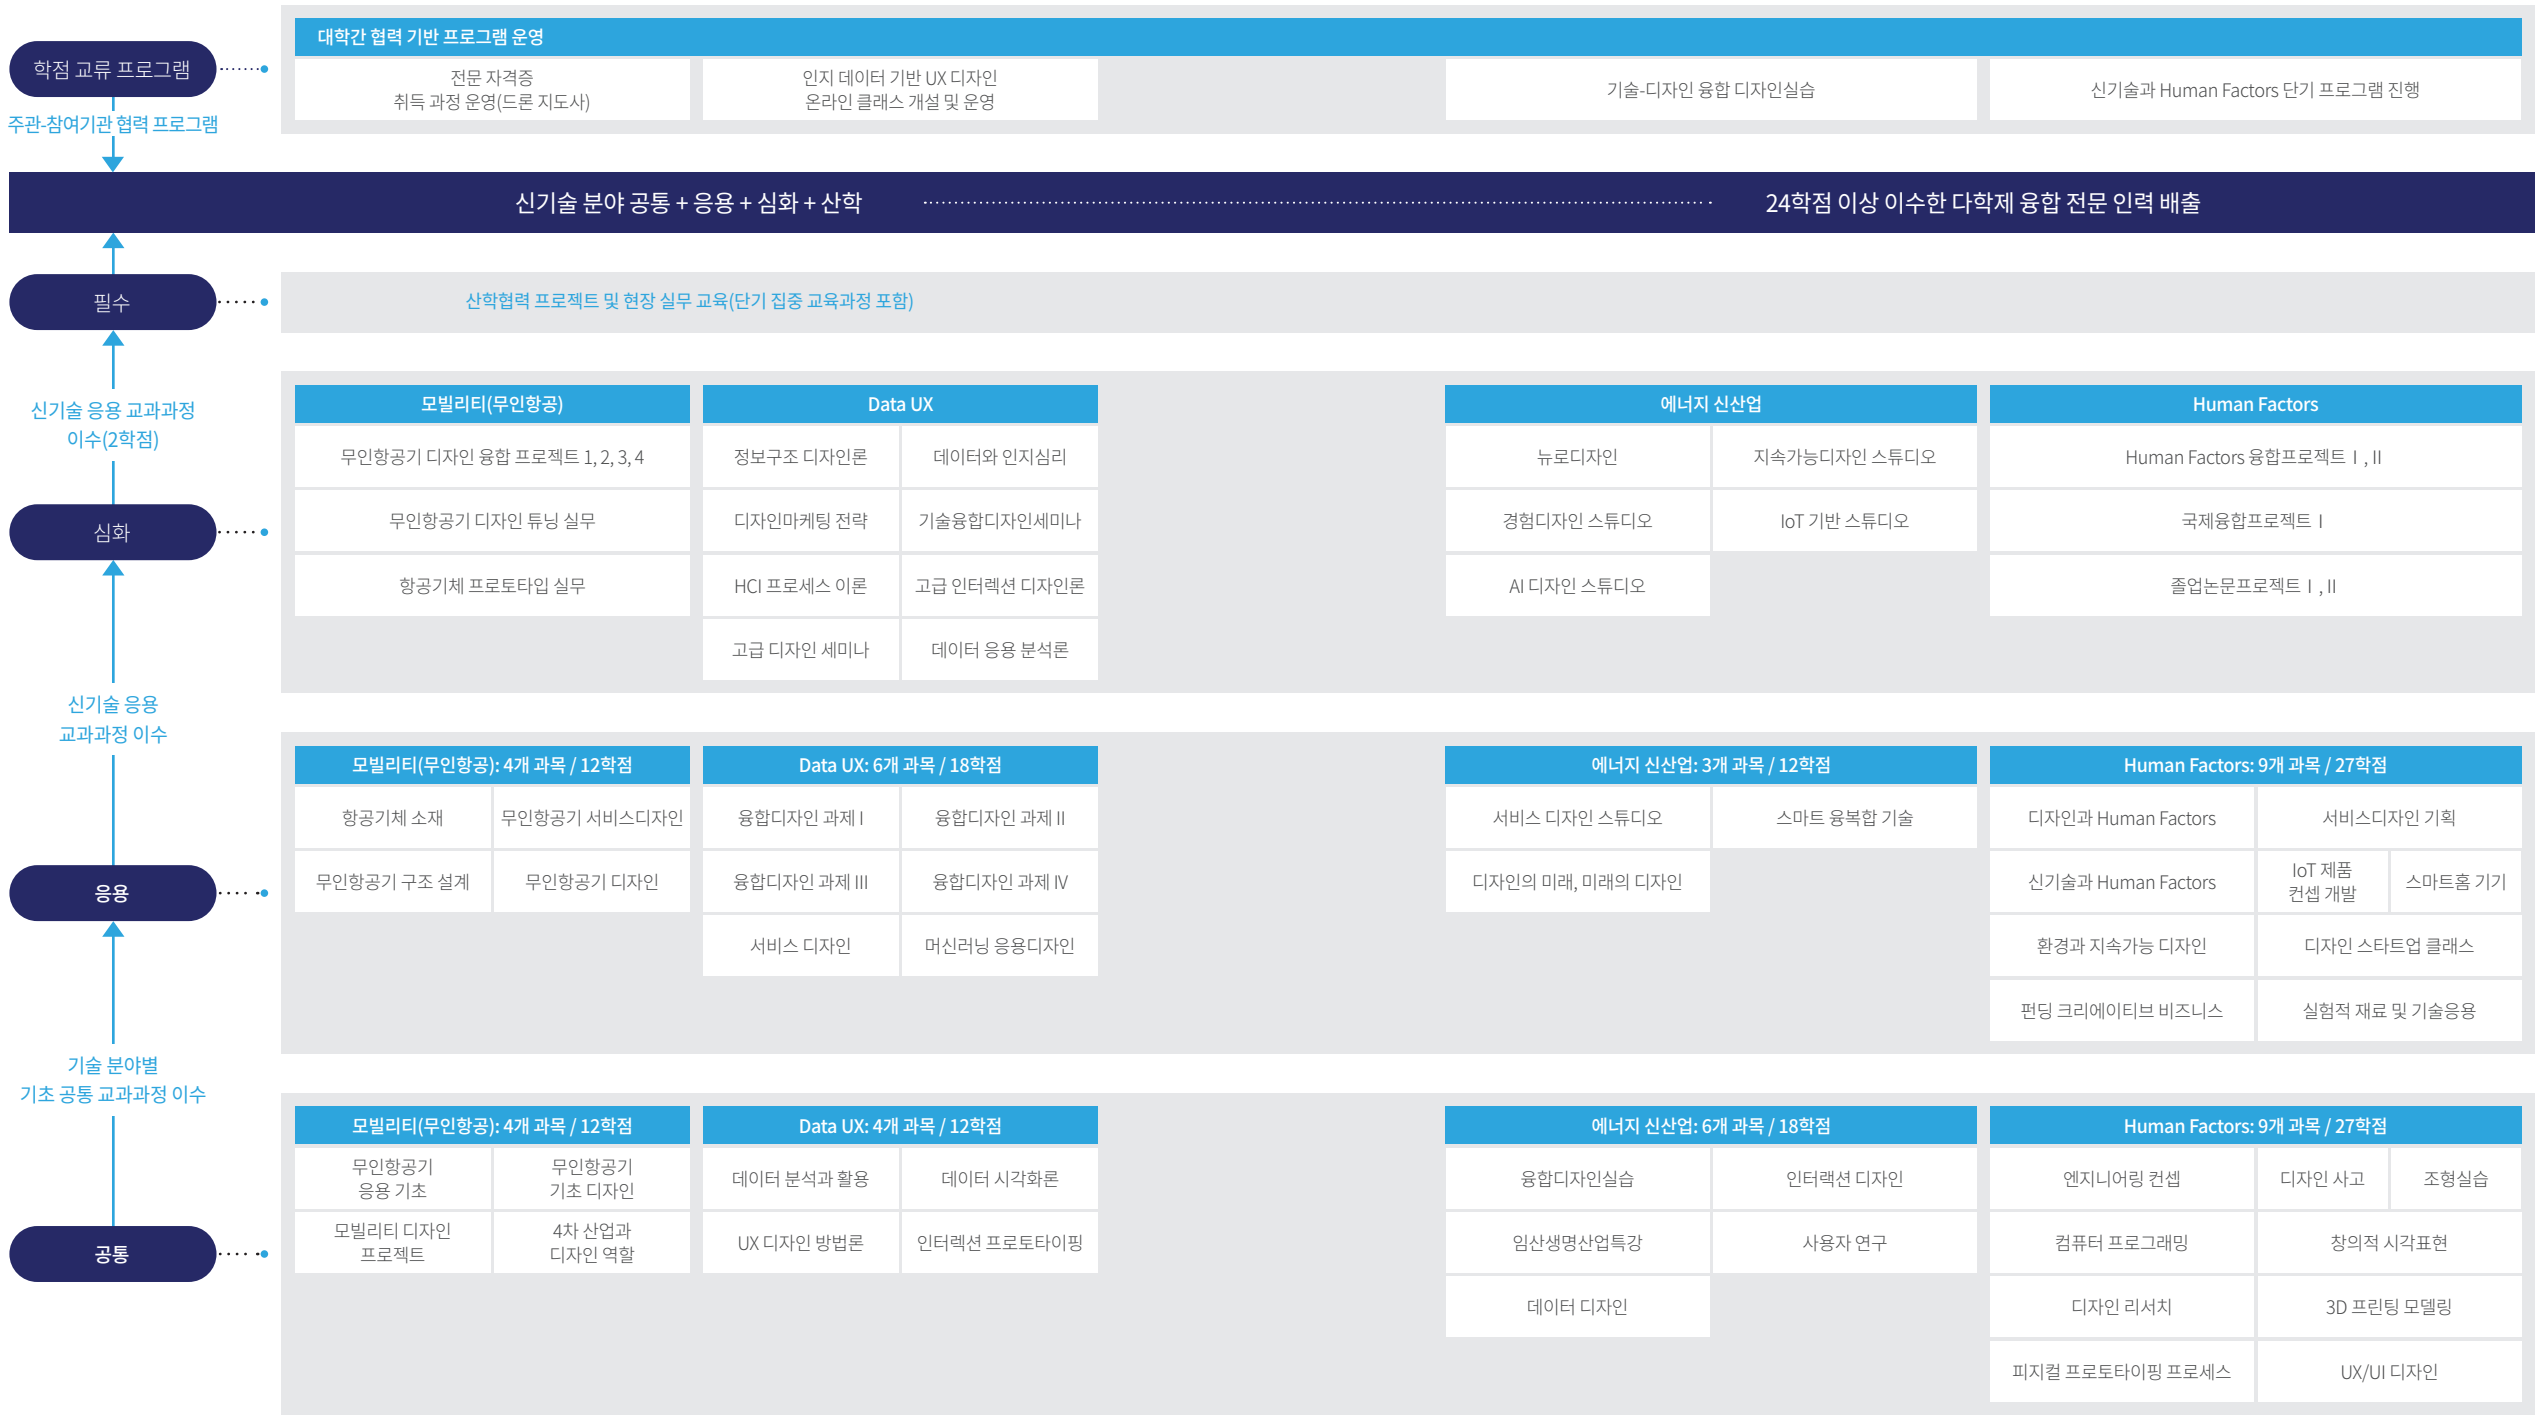 학점 교류 프로그램
주관-참여기관 협력 프로그램
대학간 협력 기반 프로그램 운영
전문 자격증
취득 과정 운영(드론 지도사)
인지 데이터 기반 UX 디자인
온라인 클래스 개설 및 운영
기술-디자인 융합 디자인실습
신기술과 Human Factors 단기 프로그램 진행
신기술 분야 공통 + 응용 + 심화 + 산학
24학점 이상 이수한 다학제 융합 전문 인력 배출
필수
산학협력 프로젝트 및 현장 실무 교육(단기 집중 교육과정 포함)
신기술 응용 교과과정
이수(2학점)
심화
모빌리티(무인항공)
무인항공기 디자인 융합 프로젝트 1, 2, 3, 4
무인항공기 디자인 튜닝 실무
항공기체 프로토타입 실무
Data UX
정보구조 디자인론
데이터와 인지심리
디자인마케팅 전략
기술융합디자인세미나
HCI 프로세스 이론
고급 인터렉션 디자인론
고급 디자인 세미나
데이터 응용 분석론
에너지 신산업
뉴로디자인
지속가능디자인 스튜디오
경험디자인 스튜디오
IoT 기반 스튜디오
AI 디자인 스튜디오
Human Factors
Human Factors 융합프로젝트 Ⅰ, II
국제융합프로젝트 Ⅰ
졸업논문프로젝트 Ⅰ, II
신기술 응용
교과과정 이수
응용
모빌리티(무인항공): 4개 과목 / 12학점
항공기체 소재
무인항공기 서비스디자인
무인항공기 구조 설계
무인항공기 디자인
Data UX: 6개 과목 / 18학점
융합디자인 과제 I
융합디자인 과제 II
융합디자인 과제 III
융합디자인 과제 IV
서비스 디자인
머신러닝 응용디자인
에너지 신산업: 3개 과목 / 12학점
서비스 디자인 스튜디오
스마트 융복합 기술
디자인의 미래, 미래의 디자인
Human Factors: 9개 과목 / 27학점
디자인과 Human Factors
서비스디자인 기획
신기술과 Human Factors
IoT 제품
컨셉 개발
스마트홈 기기
환경과 지속가능 디자인
디자인 스타트업 클래스
펀딩 크리에이티브 비즈니스
실험적 재료 및 기술응용
기술 분야별
기초 공통 교과과정 이수
공통
모빌리티(무인항공): 4개 과목 / 12학점
무인항공기
응용 기초
무인항공기
기초 디자인
모빌리티 디자인
프로젝트
4차 산업과
디자인 역할
Data UX: 4개 과목 / 12학점
데이터 분석과 활용
데이터 시각화론
UX 디자인 방법론
인터렉션 프로토타이핑
에너지 신산업: 6개 과목 / 18학점
융합디자인실습
인터랙션 디자인
임산생명산업특강
사용자 연구
데이터 디자인
Human Factors: 9개 과목 / 27학점
엔지니어링 컨셉
디자인 사고
조형실습
컴퓨터 프로그래밍
창의적 시각표현
디자인 리서치
3D 프린팅 모델링
피지컬 프로토타이핑 프로세스
UX/UI 디자인